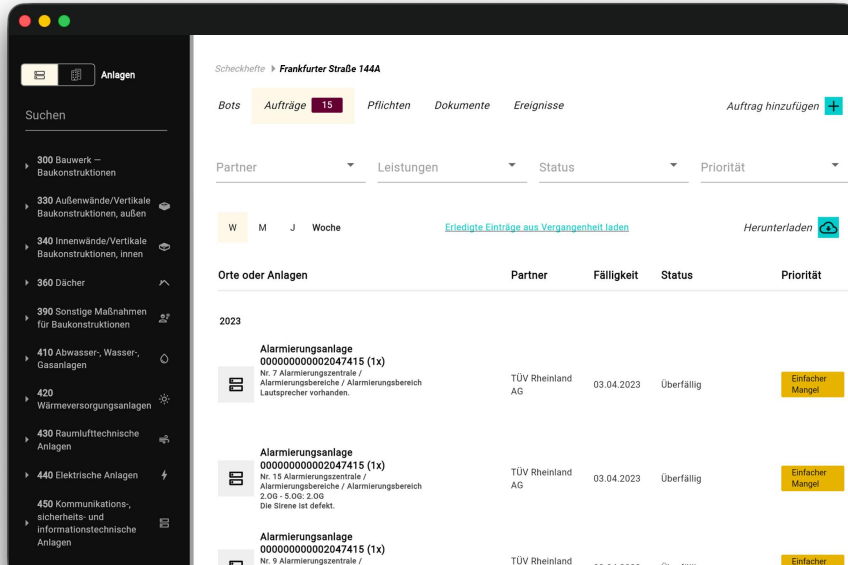 Anlagen
Suchen
300 Bauwerk —
Baukonstruktionen
330 Außenwände/Vertikale
Baukonstruktionen, außen
340 Innenwände/Vertikale
Baukonstruktionen, innen
360 Dächer
390 Sonstige Maßnahmen
für Baukonstruktionen
410 Abwasser-, Wasser-,
Gasanlagen
420
Wärmeversorgungsanlagen
430 Raumlufttechnische
Anlagen
440 Elektrische Anlagen
450 Kommunikations-,
sicherheits- und
informationstechnische
Anlagen
Scheckhefte Frankfurter Straße 144A
Bots Aufträge 15 Pflichten Dokumente Ereignisse Auftrag hinzufügen
Partner Leistungen Status Priorität
W M J Woche Erledigte Einträge aus Vergangenheit laden Herunterladen
Orte oder Anlagen Partner Fälligkeit Status Priorität
2023
Alarmierungsanlage
000000000002047415 (1x)
Nr. 7 Alarmierungszentrale /
Alarmierungsbereiche / Alarmierungsbereich
Lautsprecher vorhanden.
TÜV Rheinland
AG
03.04.2023
Überfällig
Einfacher
Mangel
Alarmierungsanlage
000000000002047415 (1x)
Nr. 15 Alarmierungszentrale /
Alarmierungsbereiche / Alarmierungsbereich
2.OG - 5.OG: 2.OG
Die Sirene ist defekt.
TÜV Rheinland
AG
03.04.2023
Überfällig
Einfacher
Mangel
Alarmierungsanlage
000000000002047415 (1x)
Nr. 9 Alarmierungszentrale /
TÜV Rheinland
Einfacher